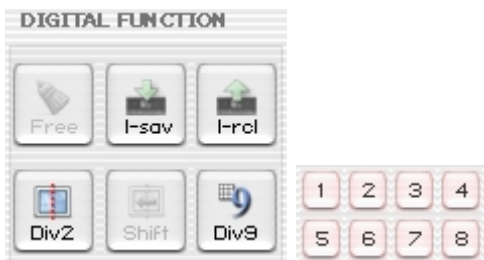 DIGITAL FUNCTION
Free I-sav I-rcl
Div2 Shift Div9
1 2 3 4
5 6 7 8